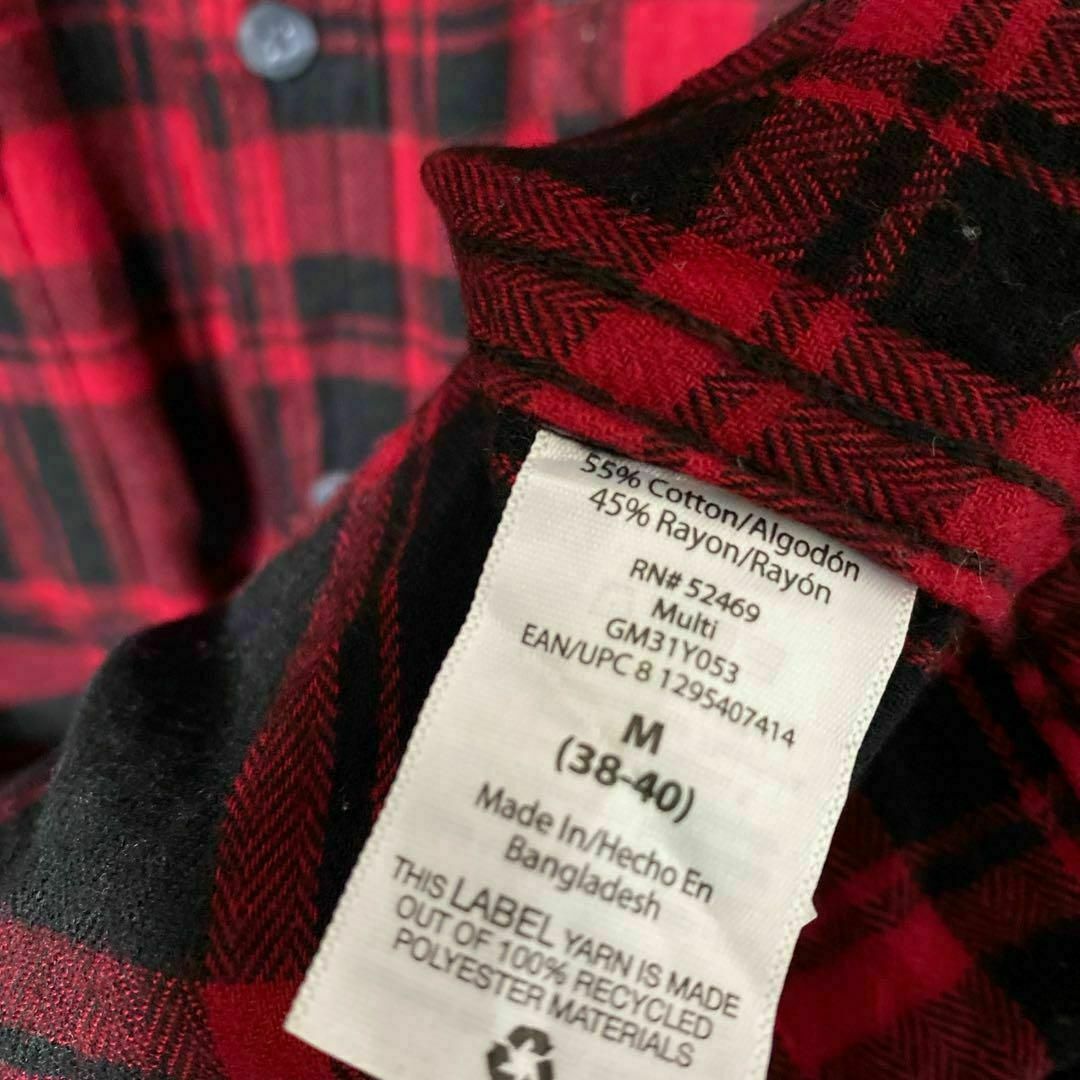 55% Cotton/Algodón
45% Rayon/Rayón
RN# 52469
Multi
GM31Y053
EAN/UPC 8 1295407414
M
(38-40)
Made In/Hecho En
Bangladesh
THIS LABEL YARN IS MADE
OUT OF 100% RECYCLED
POLYESTER MATERIALS